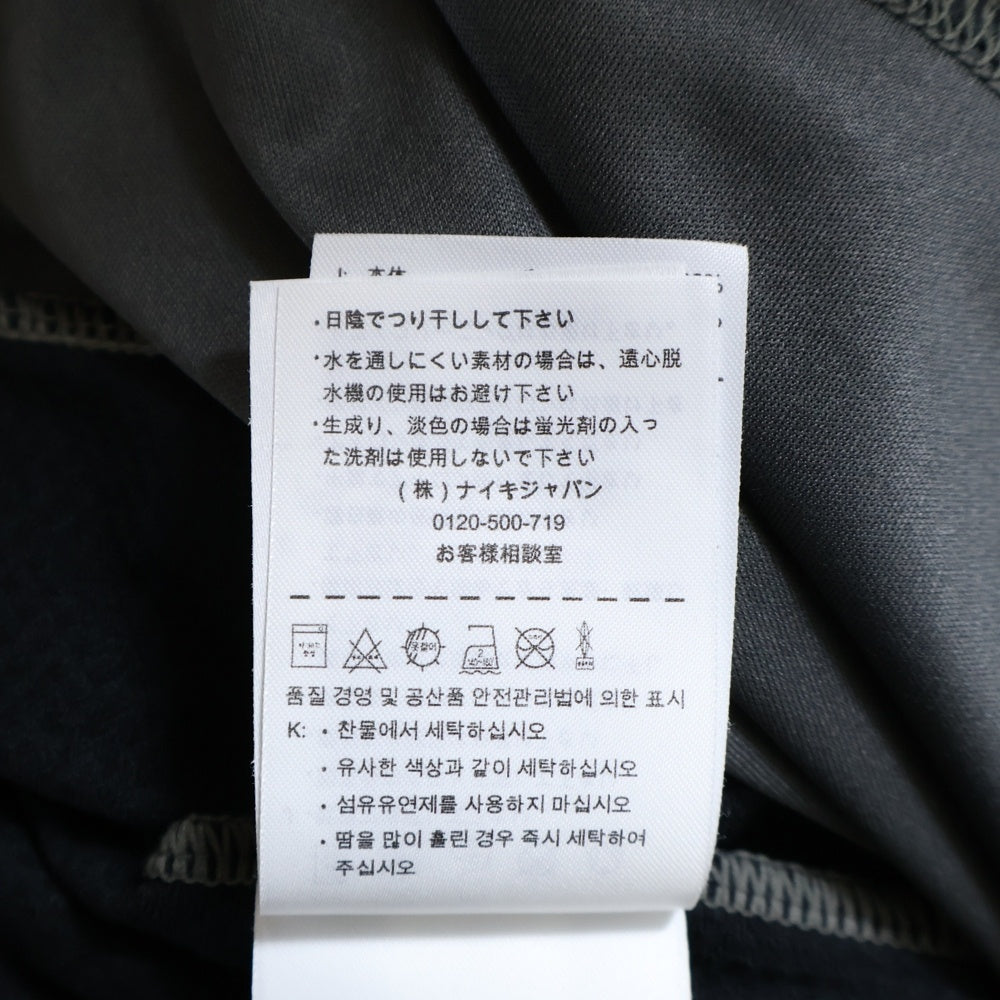 本体
・日陰でつり干しして下さい
・水を通しにくい素材の場合は、遠心脱
水機の使用はお避け下さい
・生成り、淡色の場合は蛍光剤の入っ
た洗剤は使用しないで下さい
(株)ナイキジャパン
0120-500-719
お客様相談室
품질 경영 및 공산품 안전관리법에 의한 표시
K: • 찬물에서 세탁하십시오
• 유사한 색상과 같이 세탁하십시오
• 섬유유연제를 사용하지 마십시오
• 땀을 많이 흘린 경우 즉시 세탁하여
주십시오